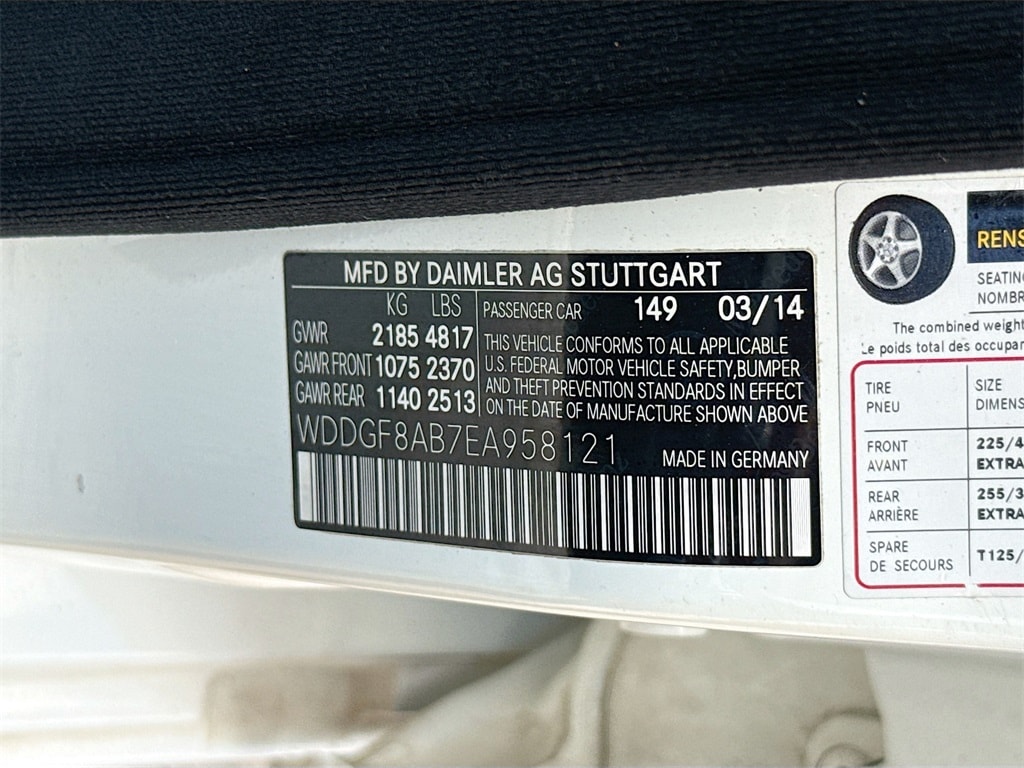 MFD BY DAIMLER AG STUTTGART
KG LBS
GVWR 2185 4817
GAWR FRONT 1075 2370
GAWR REAR 1140 2513
PASSENGER CAR 149 03/14
THIS VEHICLE CONFORMS TO ALL APPLICABLE
U.S. FEDERAL MOTOR VEHICLE SAFETY,BUMPER
AND THEFT PREVENTION STANDARDS IN EFFECT
ON THE DATE OF MANUFACTURE SHOWN ABOVE
WDDGF8AB7EA958121
MADE IN GERMANY
RENS
SEATING
NOMBR
The combined weight
Le poids total des occupan
TIRE SIZE
PNEU DIMENS
FRONT 225/4
AVANT EXTRA
REAR 255/3
ARRIÈRE EXTRA
SPARE T125/
DE SECOURS